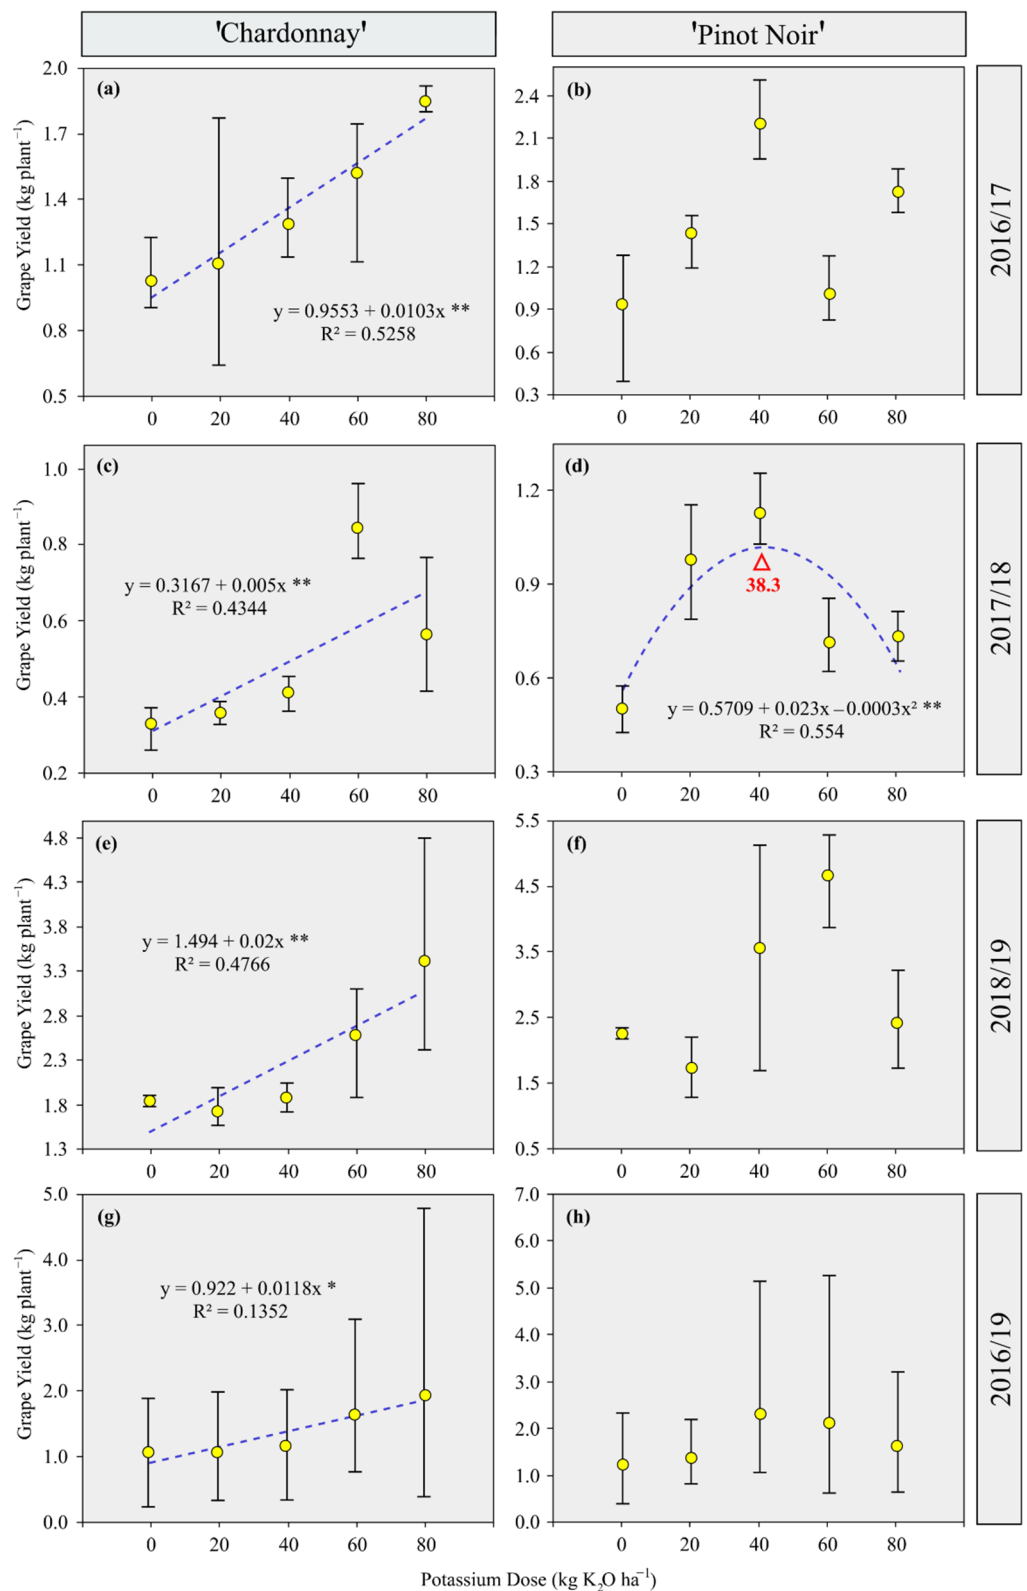 'Chardonnay'
'Pinot Noir'
(a)
Grape Yield (kg plant⁻¹)
2.0
1.7
1.4
1.1
0.8
0.5
y = 0.9553 + 0.0103x **
R² = 0.5258
0 20 40 60 80
(b)
2.4
2.1
1.8
1.5
1.2
0.9
0.6
0.3
0 20 40 60 80
2016/17
(c)
Grape Yield (kg plant⁻¹)
1.0
0.8
0.6
0.4
0.2
y = 0.3167 + 0.005x **
R² = 0.4344
0 20 40 60 80
(d)
1.2
0.9
0.6
0.3
38.3
y = 0.5709 + 0.023x – 0.0003x² **
R² = 0.554
0 20 40 60 80
2017/18
(e)
Grape Yield (kg plant⁻¹)
4.8
4.3
3.8
3.3
2.8
2.3
1.8
1.3
y = 1.494 + 0.02x **
R² = 0.4766
0 20 40 60 80
(f)
5.5
4.5
3.5
2.5
1.5
0.5
0 20 40 60 80
2018/19
(g)
Grape Yield (kg plant⁻¹)
5.0
4.0
3.0
2.0
1.0
0.0
y = 0.922 + 0.0118x *
R² = 0.1352
0 20 40 60 80
(h)
7.0
6.0
5.0
4.0
3.0
2.0
1.0
0.0
0 20 40 60 80
2016/19
Potassium Dose (kg K₂O ha⁻¹)